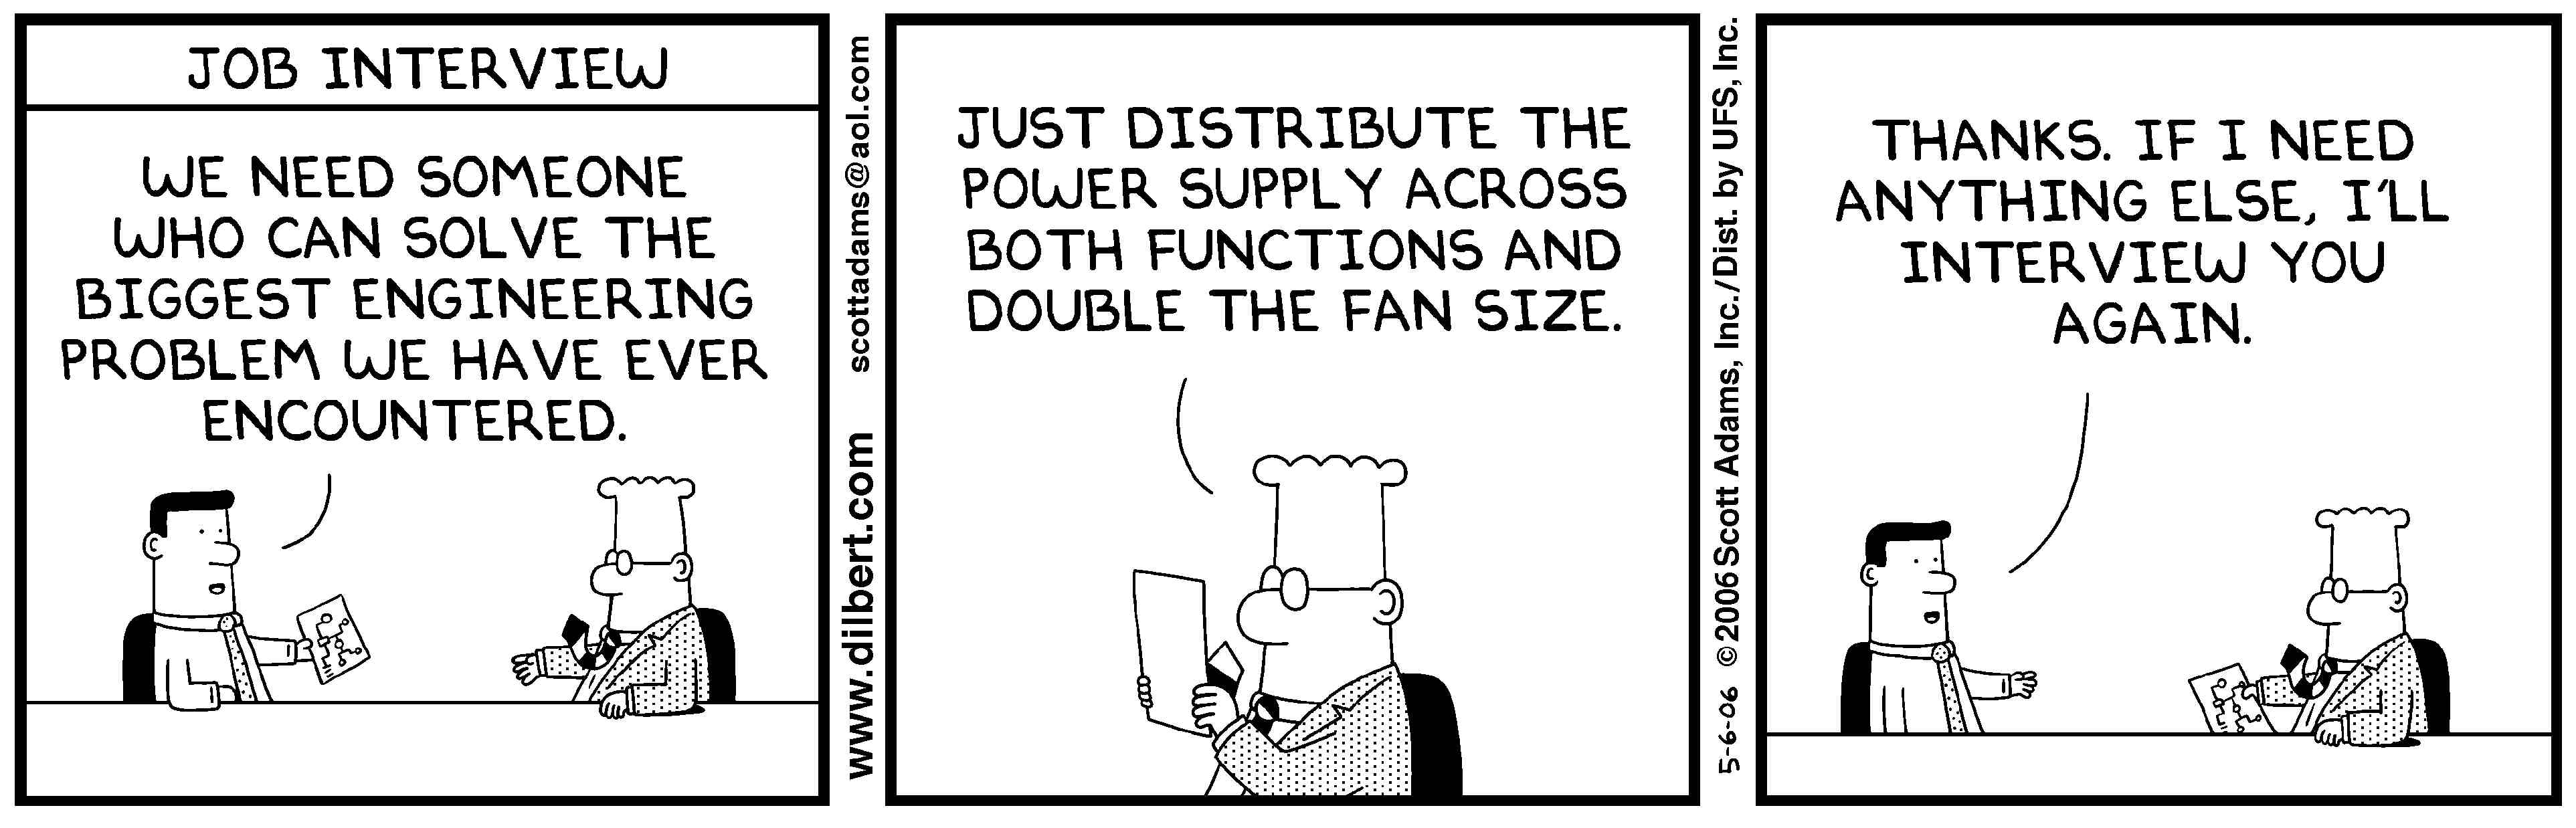 JOB INTERVIEW
WE NEED SOMEONE
WHO CAN SOLVE THE
BIGGEST ENGINEERING
PROBLEM WE HAVE EVER
ENCOUNTERED.
www.dilbert.com scottadams@aol.com
JUST DISTRIBUTE THE
POWER SUPPLY ACROSS
BOTH FUNCTIONS AND
DOUBLE THE FAN SIZE.
5-6-06 © 2006 Scott Adams, Inc./Dist. by UFS, Inc.
THANKS. IF I NEED
ANYTHING ELSE, I'LL
INTERVIEW YOU
AGAIN.